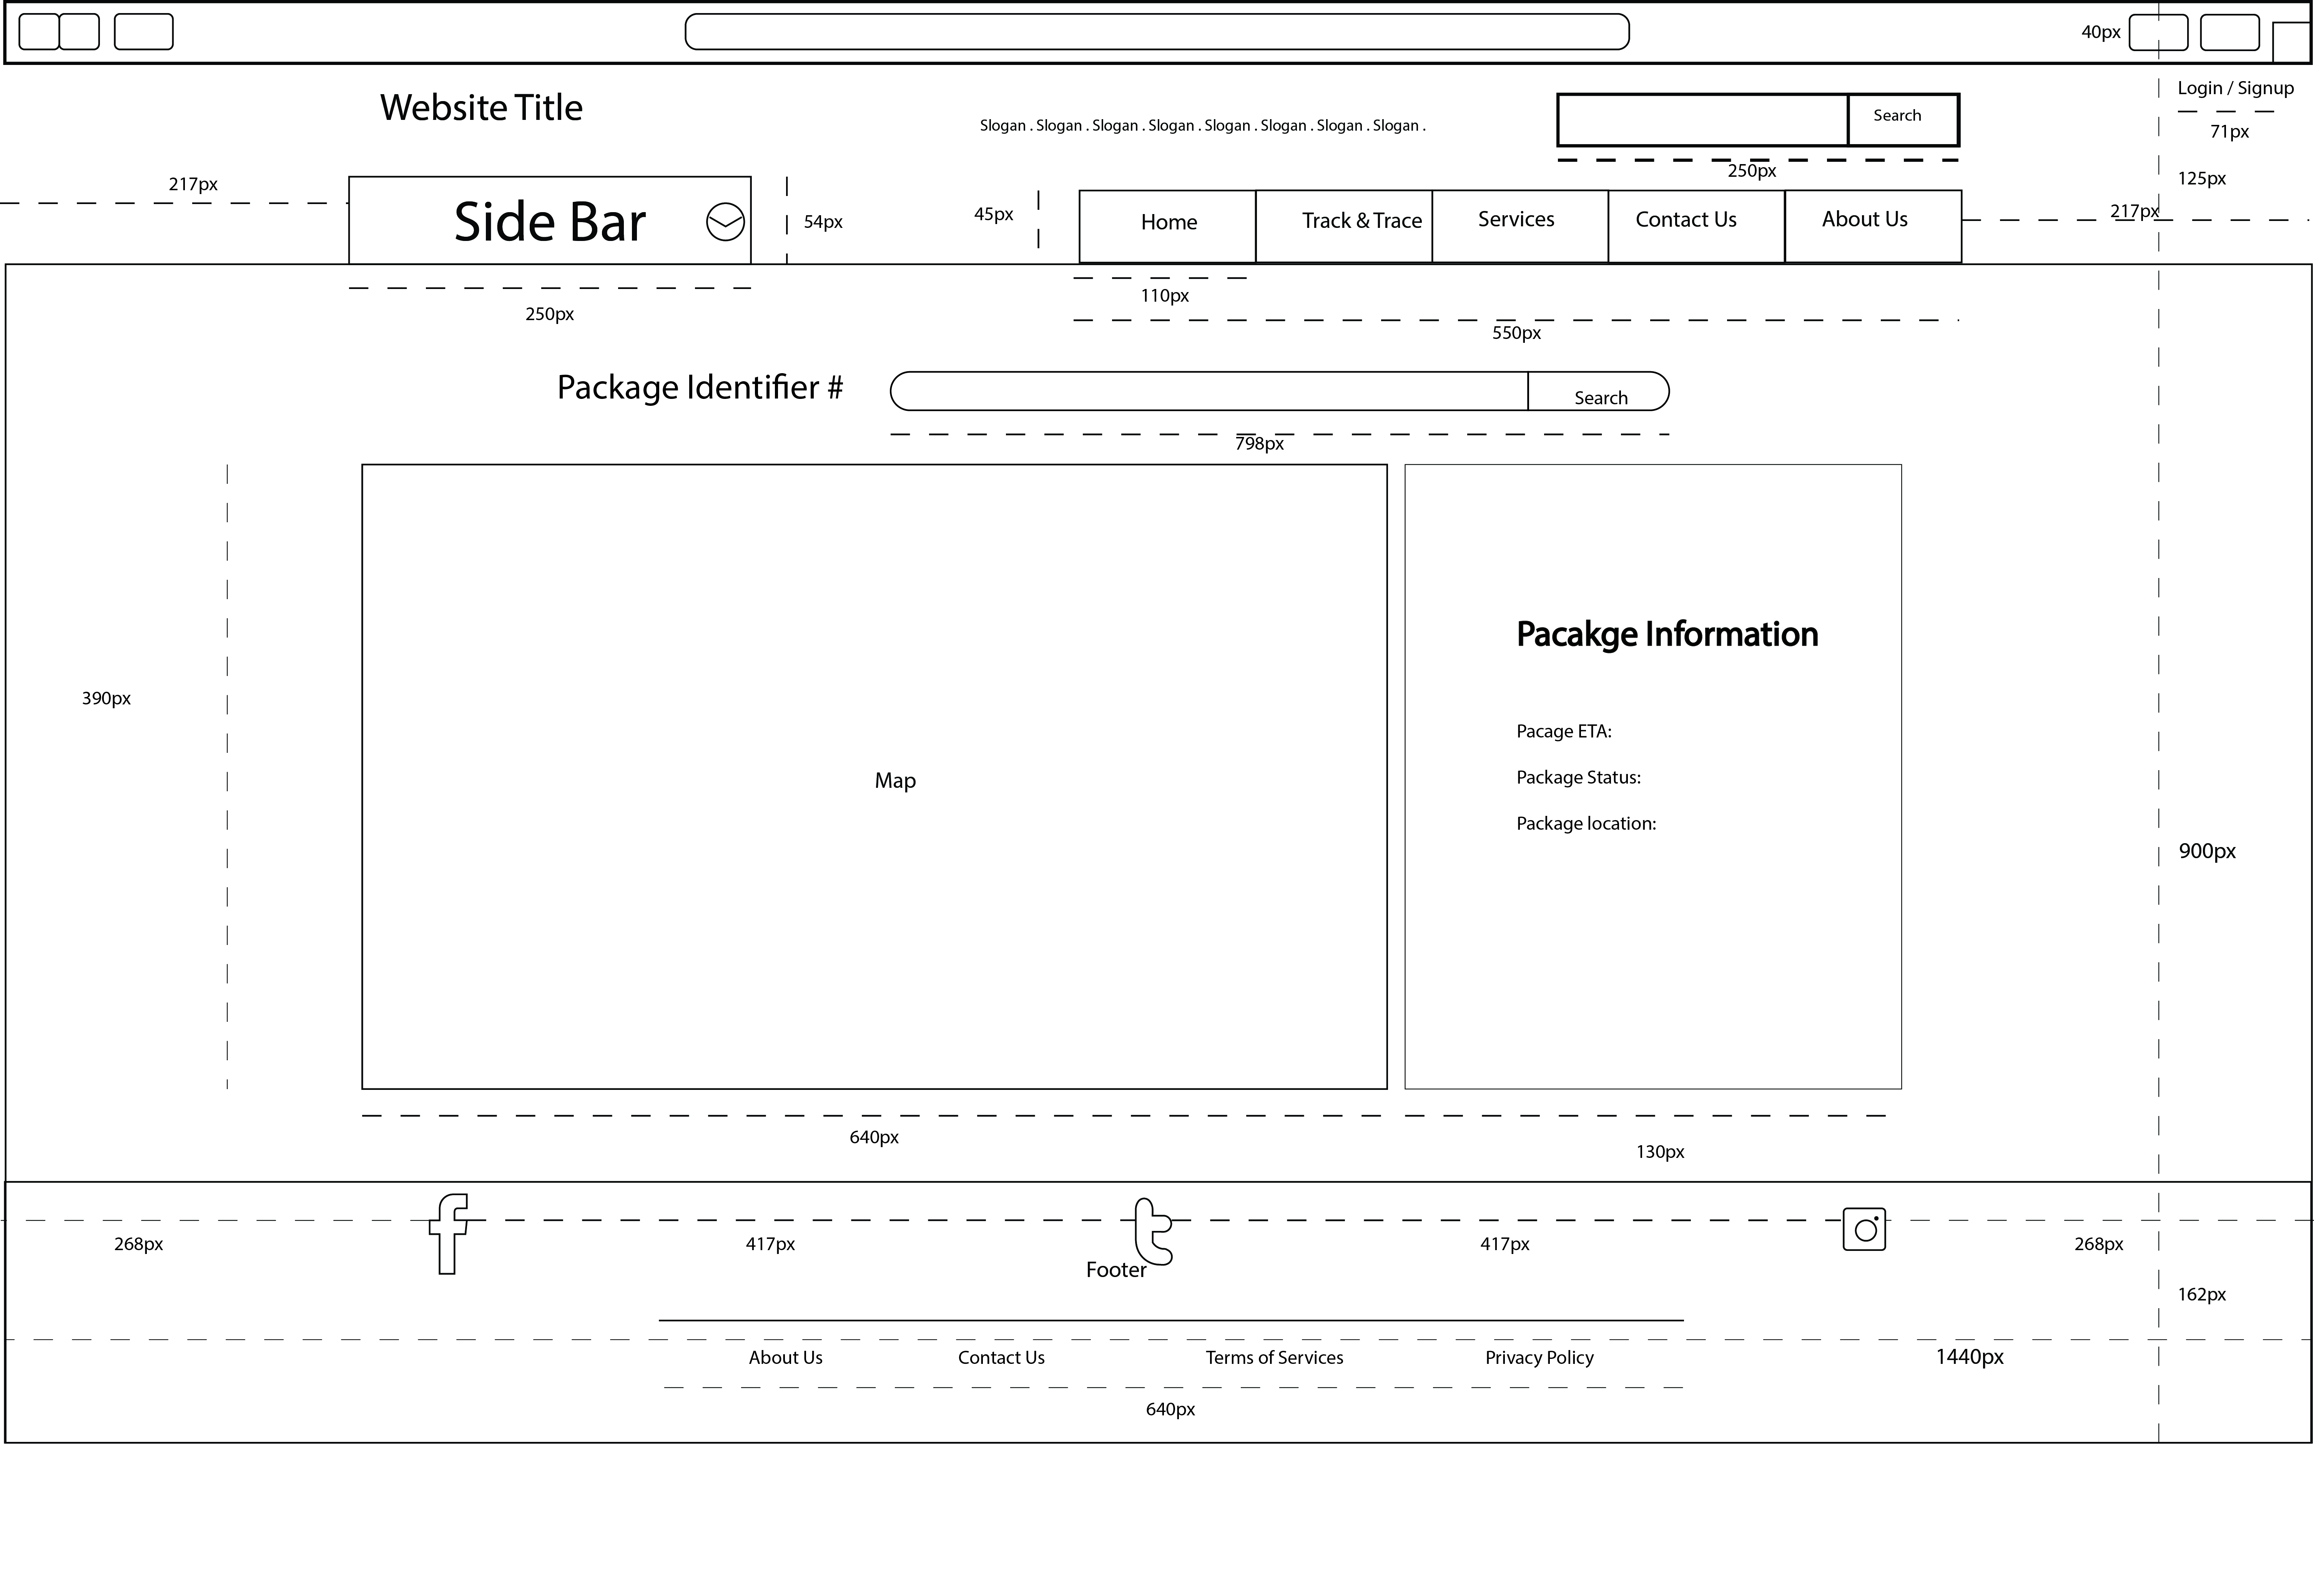 40px
Login / Signup
Website Title
Slogan . Slogan . Slogan . Slogan . Slogan . Slogan . Slogan . Slogan .
Search
71px
250px
125px
217px
Side Bar
54px
45px
Home
Track & Trace
Services
Contact Us
About Us
217px
250px
110px
550px
Package Identifier #
Search
798px
390px
Map
Pacakge Information
Pacage ETA:
Package Status:
Package location:
900px
640px
130px
268px
417px
417px
268px
Footer
162px
About Us
Contact Us
Terms of Services
Privacy Policy
1440px
640px